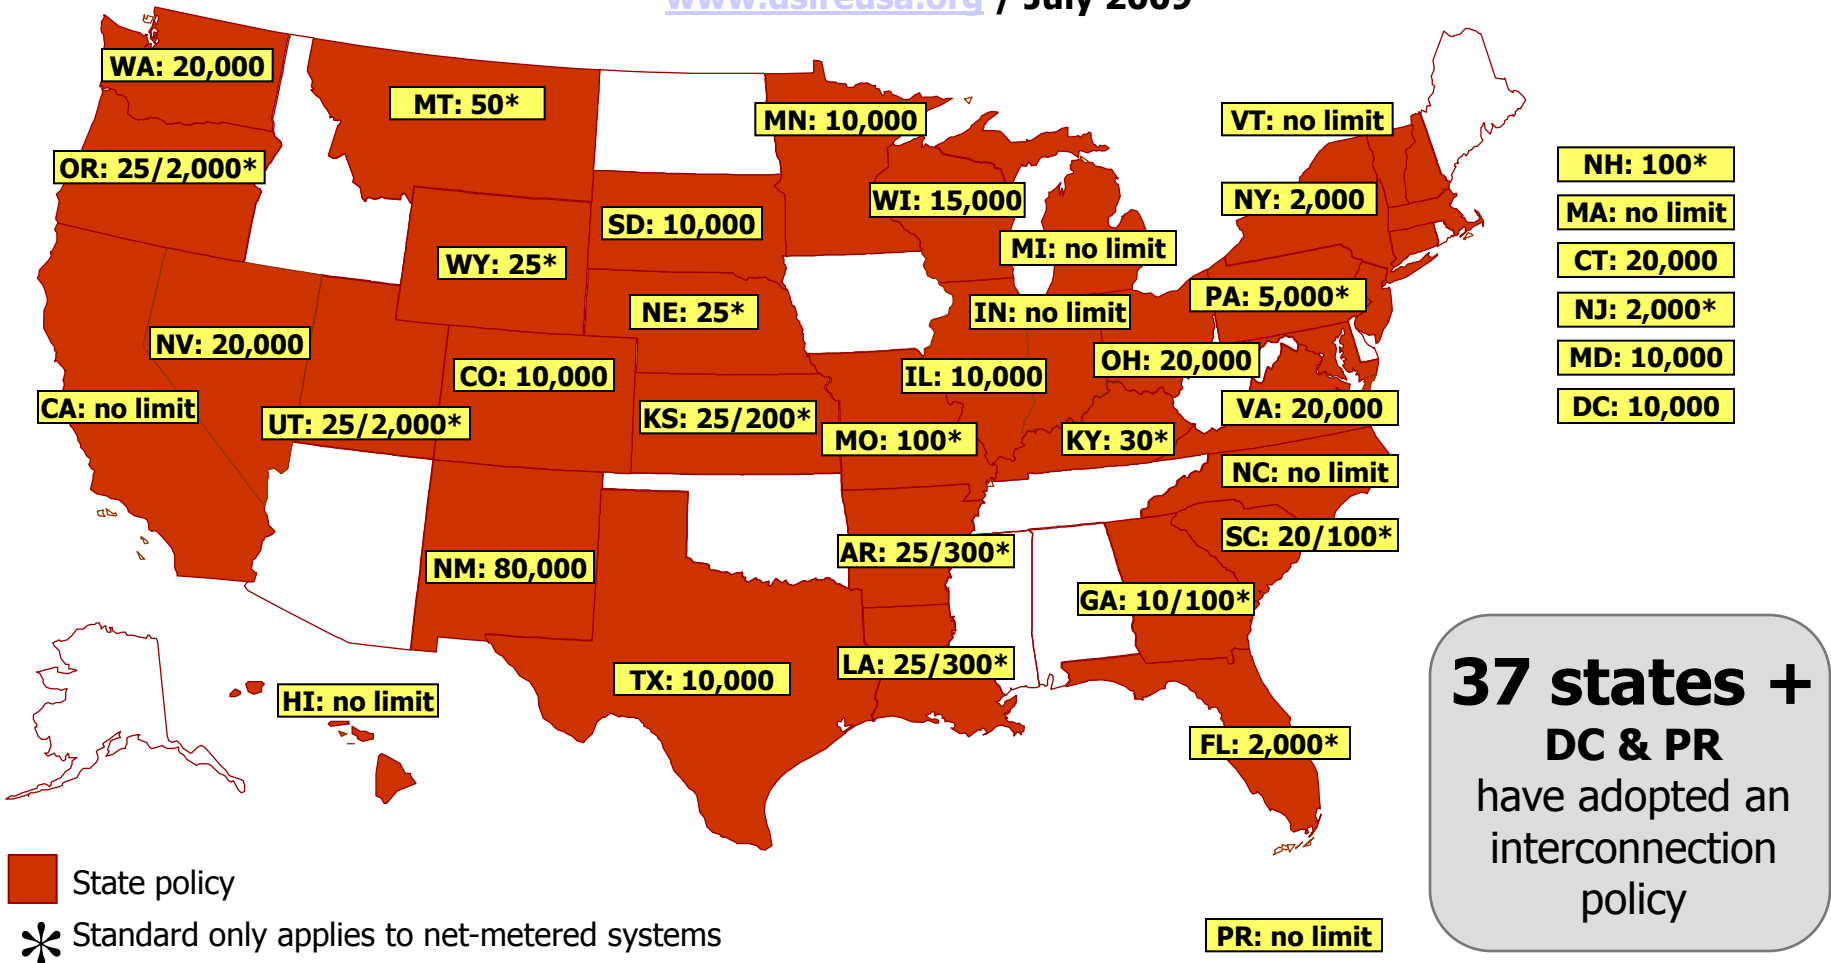 www.dsireusa.org / July 2009
WA: 20,000
MT: 50*
MN: 10,000
VT: no limit
OR: 25/2,000*
NH: 100*
WI: 15,000
NY: 2,000
MA: no limit
SD: 10,000
MI: no limit
WY: 25*
CT: 20,000
PA: 5,000*
NE: 25*
IN: no limit
NJ: 2,000*
NV: 20,000
OH: 20,000
MD: 10,000
CO: 10,000
IL: 10,000
CA: no limit
VA: 20,000
DC: 10,000
UT: 25/2,000*
KS: 25/200*
MO: 100*
KY: 30*
NC: no limit
SC: 20/100*
AR: 25/300*
NM: 80,000
GA: 10/100*
LA: 25/300*
TX: 10,000
HI: no limit
FL: 2,000*
37 states +
DC & PR
have adopted an
interconnection
policy
State policy
* Standard only applies to net-metered systems
PR: no limit